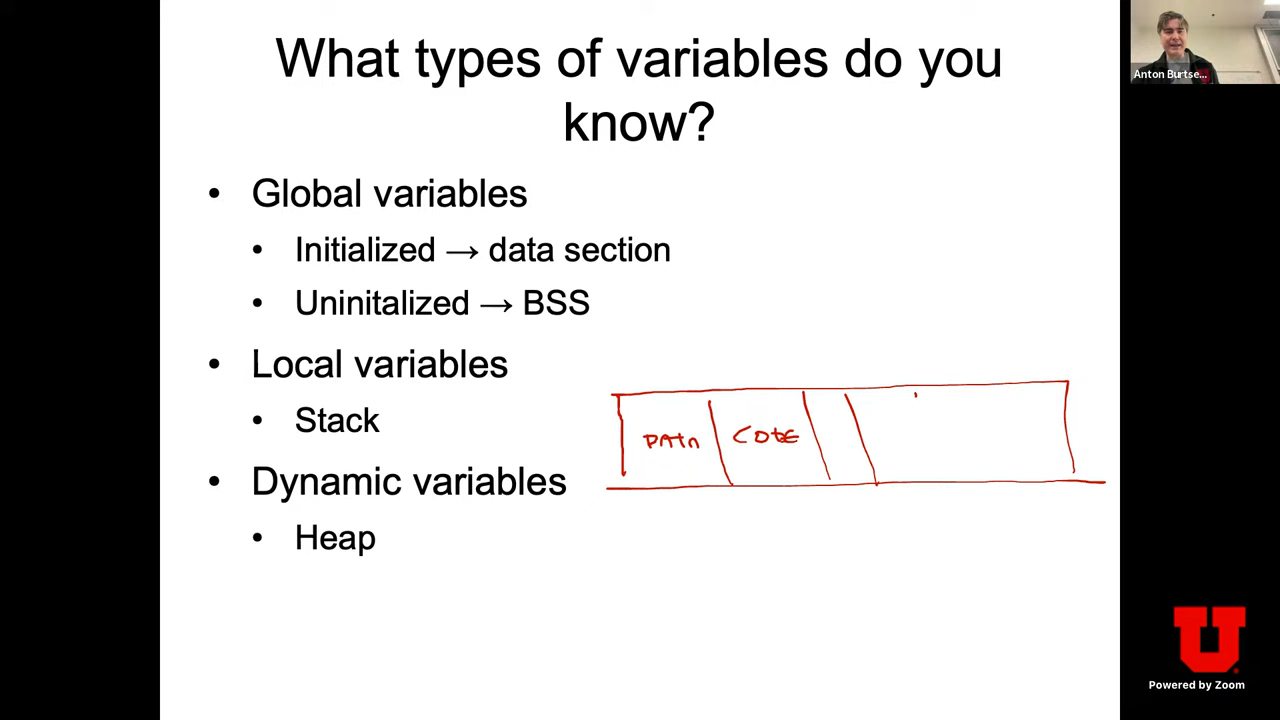 What types of variables do you
know?
• Global variables
• Initialized → data section
• Uninitalized → BSS
• Local variables
• Stack
• Dynamic variables
• Heap
DATA CODE
Anton Burtse...
U
Powered by Zoom